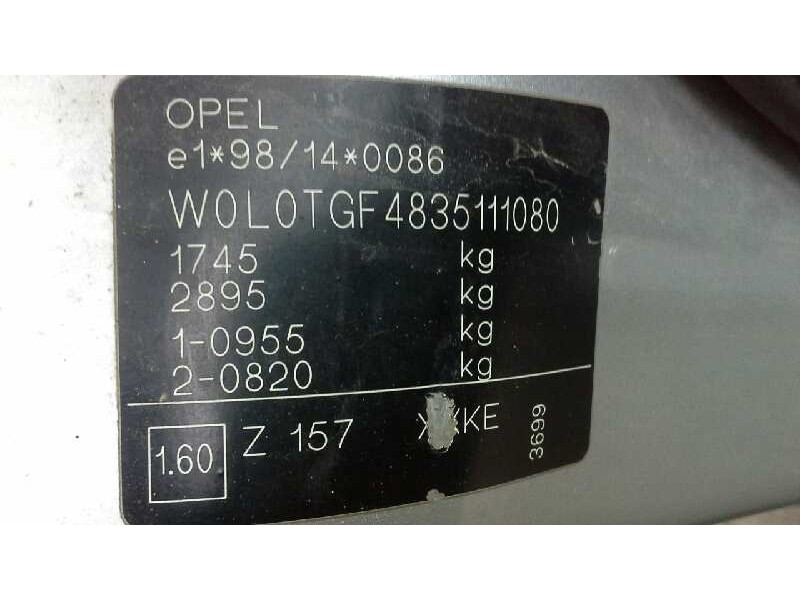 OPEL
e1*98/14*0086
W0L0TGF4835111080
1745 kg
2895 kg
1-0955 kg
2-0820 kg
1.60 Z 157 KE
3699